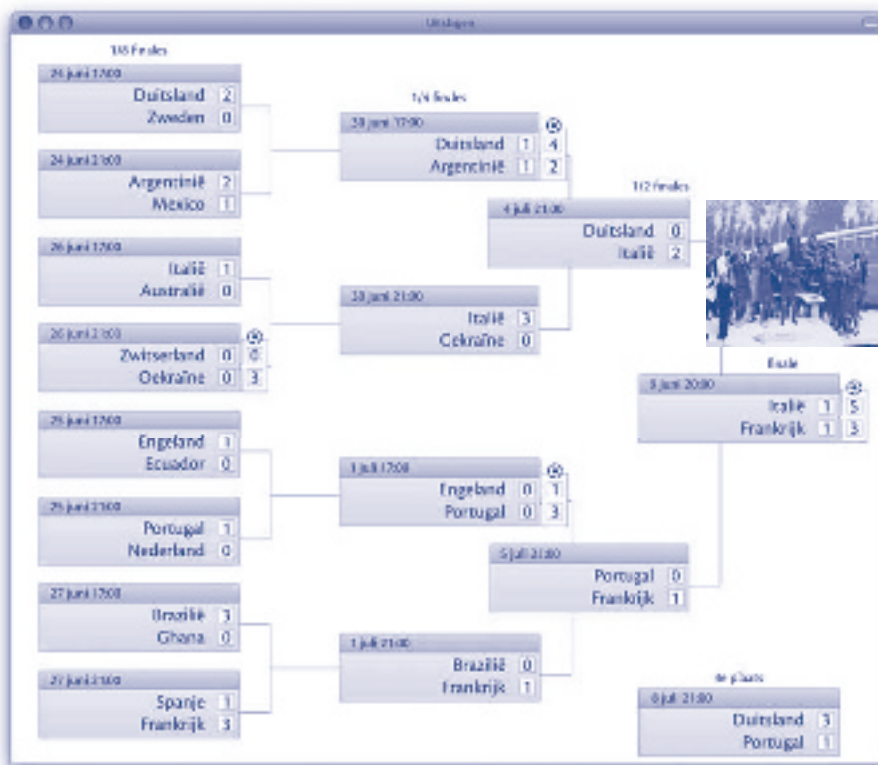 Uitslagen
1/8 finales
24 juni 17:00
Duitsland 2
Zweden 0
24 juni 21:00
Argentinië 2
Mexico 1
26 juni 17:00
Italië 1
Australië 0
26 juni 21:00
Zwitserland 0 0
Oekraïne 0 3
25 juni 17:00
Engeland 1
Ecuador 0
25 juni 21:00
Portugal 1
Nederland 0
27 juni 17:00
Brazilië 3
Ghana 0
27 juni 21:00
Spanje 1
Frankrijk 3
1/4 finales
30 juni 17:00
Duitsland 1 4
Argentinië 1 2
30 juni 21:00
Italië 3
Oekraïne 0
1 juli 17:00
Engeland 0 1
Portugal 0 3
1 juli 21:00
Brazilië 0
Frankrijk 1
1/2 finales
4 juli 21:00
Duitsland 0
Italië 2
5 juli 21:00
Portugal 0
Frankrijk 1
finale
9 juni 20:00
Italië 1 5
Frankrijk 1 3
plaats
8 juli 21:00
Duitsland 3
Portugal 1